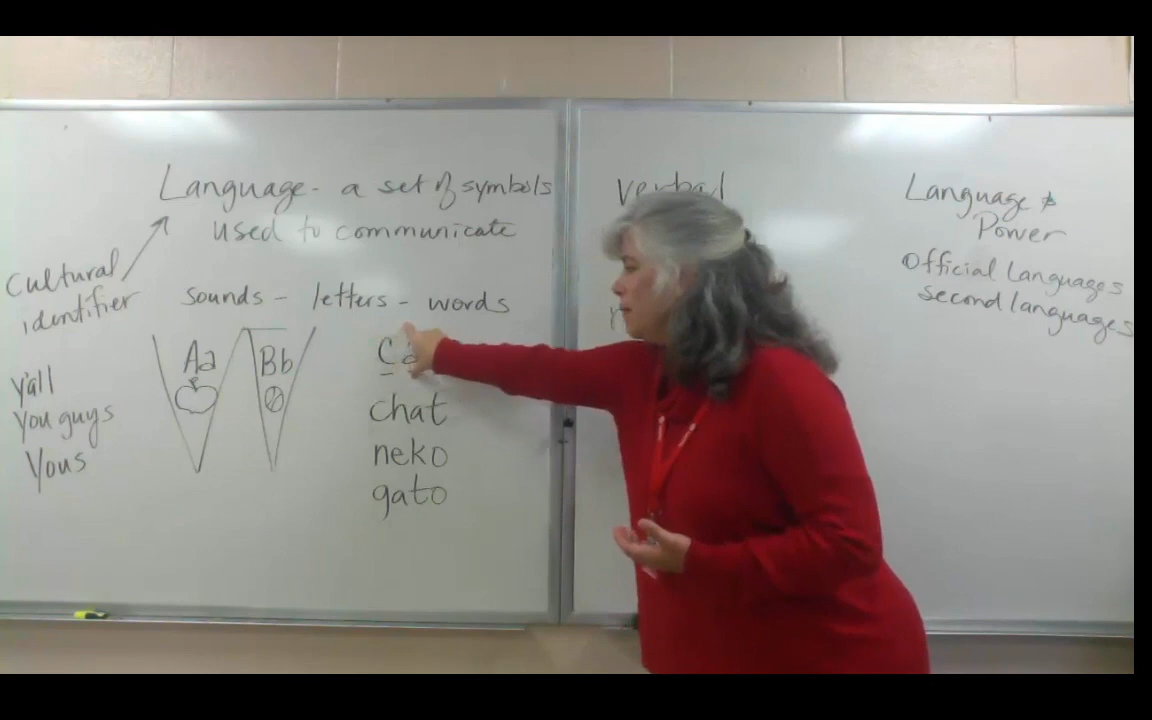 Language - a set of symbols
used to communicate
Cultural
identifier
sounds - letters - words
Aa
Bb
y'all
You guys
Yous
chat
neko
gato
verbal
Language &
Power
Official Languages
second languages